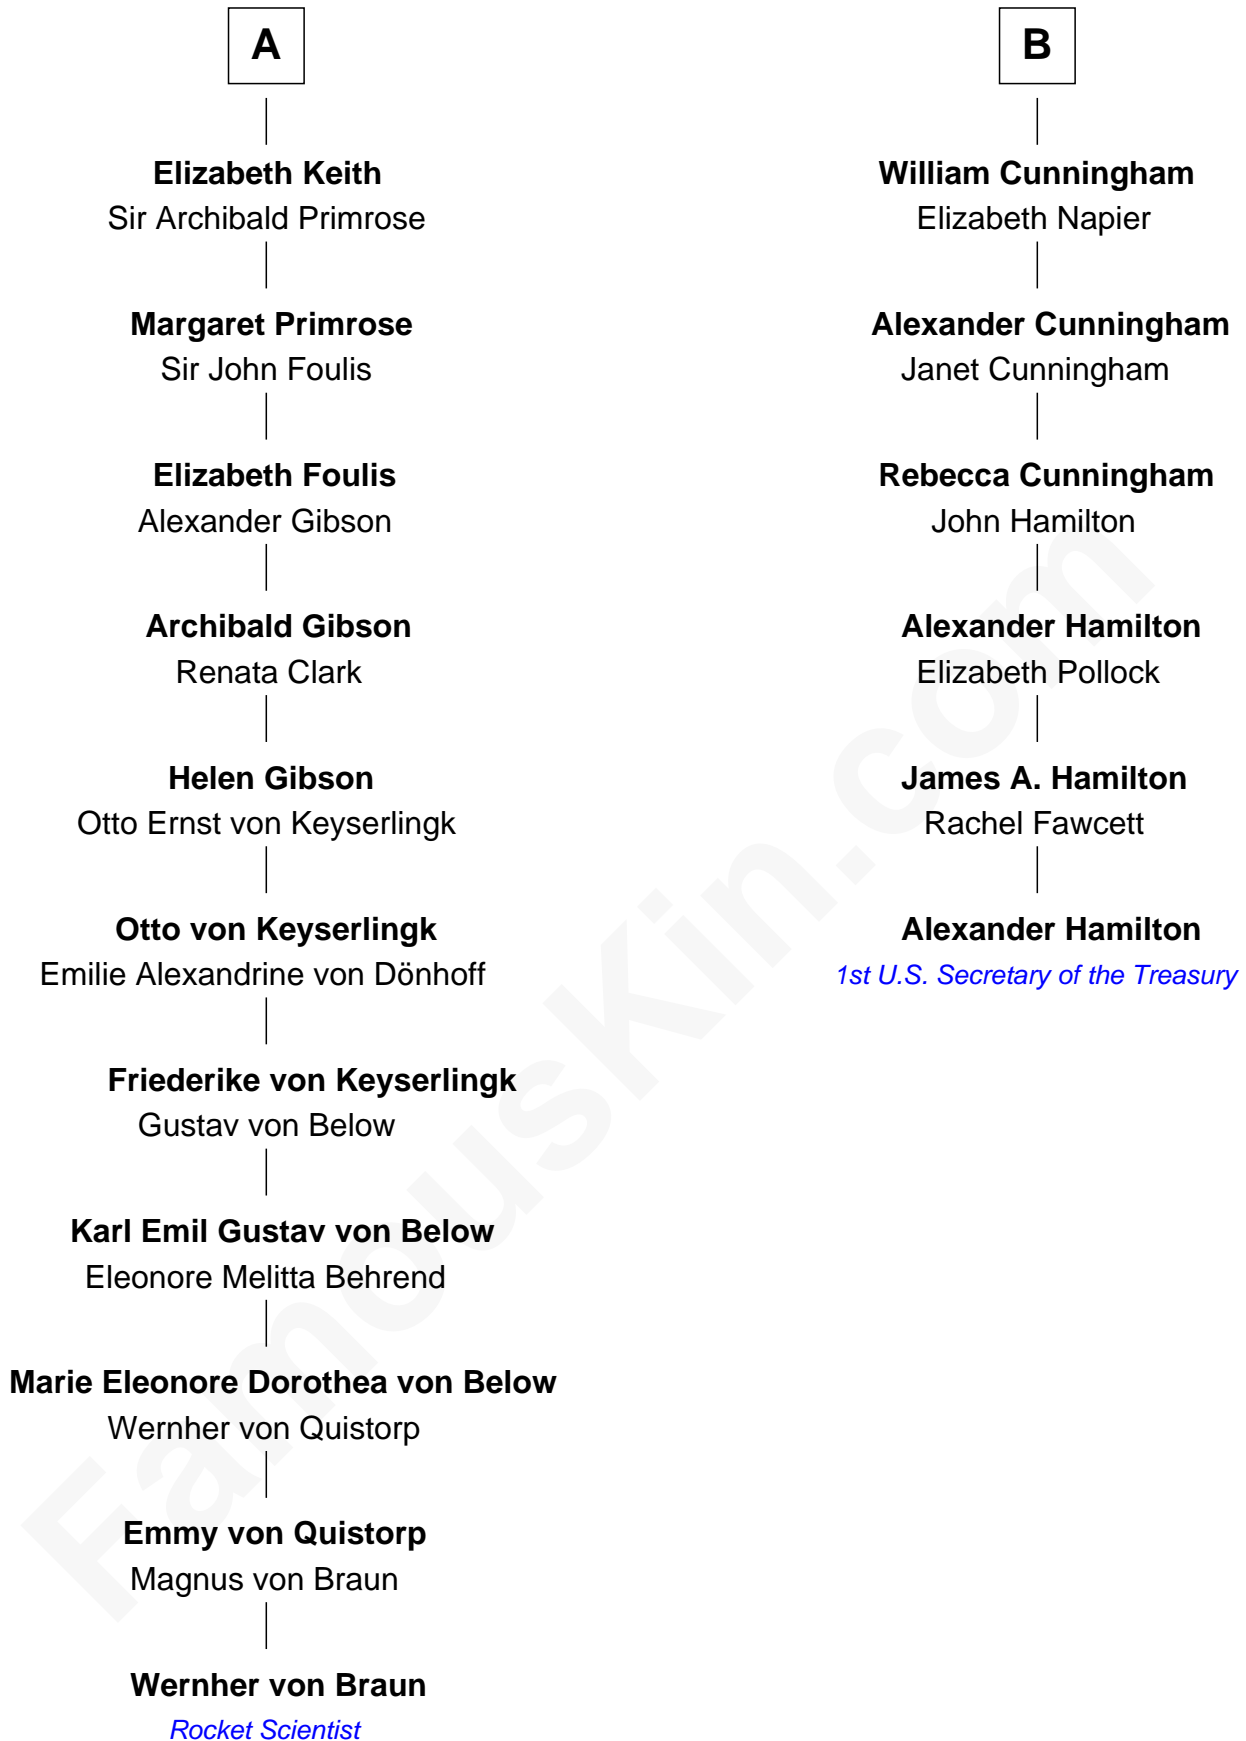 A
Elizabeth Keith
Sir Archibald Primrose
Margaret Primrose
Sir John Foulis
Elizabeth Foulis
Alexander Gibson
Archibald Gibson
Renata Clark
Helen Gibson
Otto Ernst von Keyserlingk
Otto von Keyserlingk
Emilie Alexandrine von Dönhoff
Friederike von Keyserlingk
Gustav von Below
Karl Emil Gustav von Below
Eleonore Melitta Behrend
Marie Eleonore Dorothea von Below
Wernher von Quistorp
Emmy von Quistorp
Magnus von Braun
Wernher von Braun
Rocket Scientist
B
William Cunningham
Elizabeth Napier
Alexander Cunningham
Janet Cunningham
Rebecca Cunningham
John Hamilton
Alexander Hamilton
Elizabeth Pollock
James A. Hamilton
Rachel Fawcett
Alexander Hamilton
1st U.S. Secretary of the Treasury
FamousKin.com